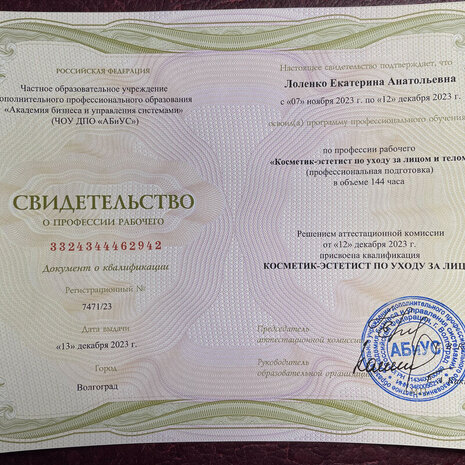 РОССИЙСКАЯ ФЕДЕРАЦИЯ
Частное образовательное учреждение
ополнительного профессионального образования
«Академия бизнеса и управления системами»
(ЧОУ ДПО «АБиУС»)
СВИДЕТЕЛЬСТВО
О ПРОФЕССИИ РАБОЧЕГО
3324344462942
Документ о квалификации
Регистрационный №
7471/23
Дата выдачи
«13» декабря 2023 г.
Город
Волгоград
Настоящее свидетельство подтверждает, что
Лоленко Екатерина Анатольевна
с «07» ноября 2023 г. по «12» декабря 2023 г.
освоил(а) программу профессионального обучения
по профессии рабочего
«Косметик-эстетист по уходу за лицом и телом
(профессиональная подготовка)
в объеме 144 часа
Решением аттестационной комиссии
от «12» декабря 2023 г.
присвоена квалификация
КОСМЕТИК-ЭСТЕТИСТ ПО УХОДУ ЗА ЛИЦ
Председатель
аттестационной комиссии
Руководитель
образовательной организации
АБиУС